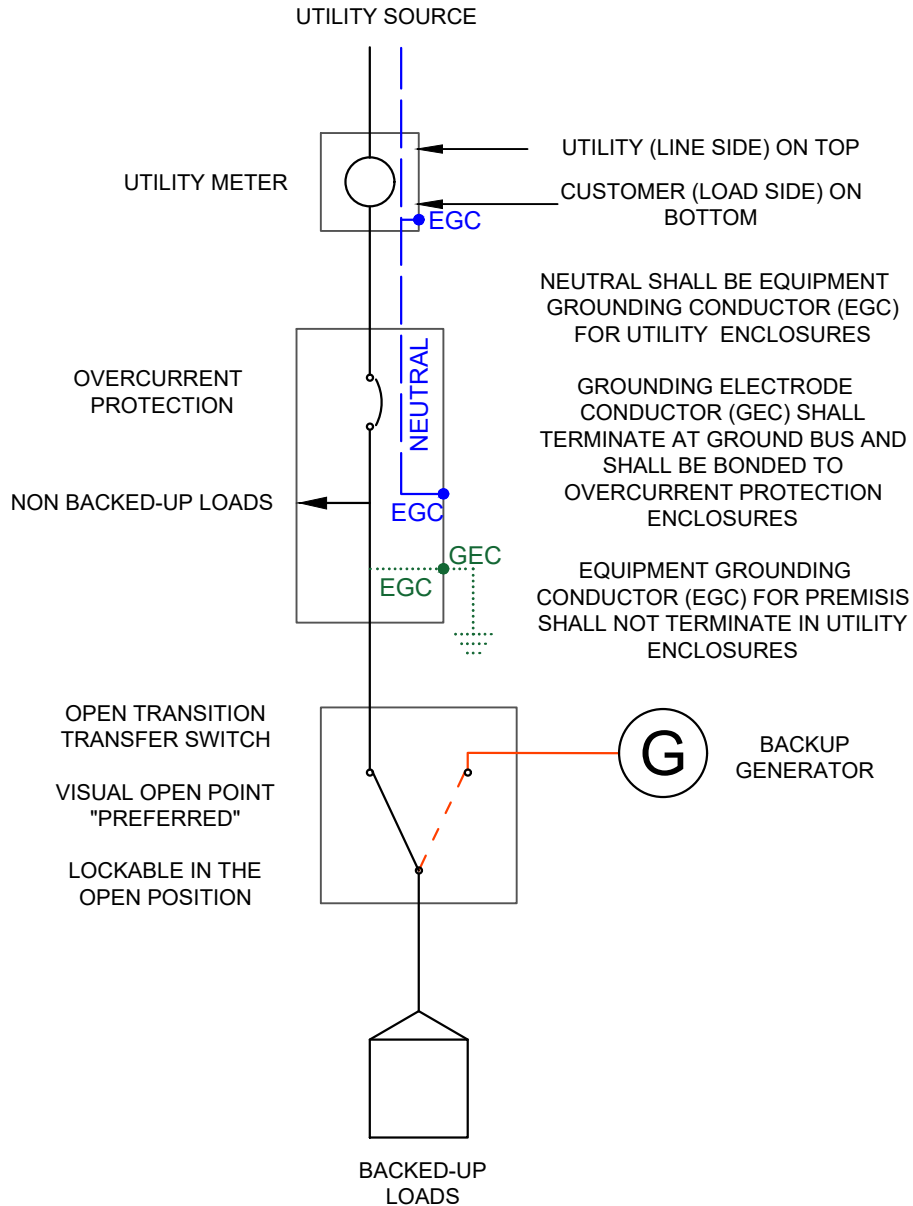 UTILITY SOURCE
UTILITY (LINE SIDE) ON TOP
UTILITY METER
CUSTOMER (LOAD SIDE) ON
BOTTOM
EGC
NEUTRAL SHALL BE EQUIPMENT
GROUNDING CONDUCTOR (EGC)
FOR UTILITY ENCLOSURES
OVERCURRENT
PROTECTION
NEUTRAL
GROUNDING ELECTRODE
CONDUCTOR (GEC) SHALL
TERMINATE AT GROUND BUS AND
SHALL BE BONDED TO
OVERCURRENT PROTECTION
ENCLOSURES
NON BACKED-UP LOADS
EGC
GEC
EGC
EQUIPMENT GROUNDING
CONDUCTOR (EGC) FOR PREMISIS
SHALL NOT TERMINATE IN UTILITY
ENCLOSURES
OPEN TRANSITION
TRANSFER SWITCH
VISUAL OPEN POINT
"PREFERRED"
LOCKABLE IN THE
OPEN POSITION
G
BACKUP
GENERATOR
BACKED-UP
LOADS